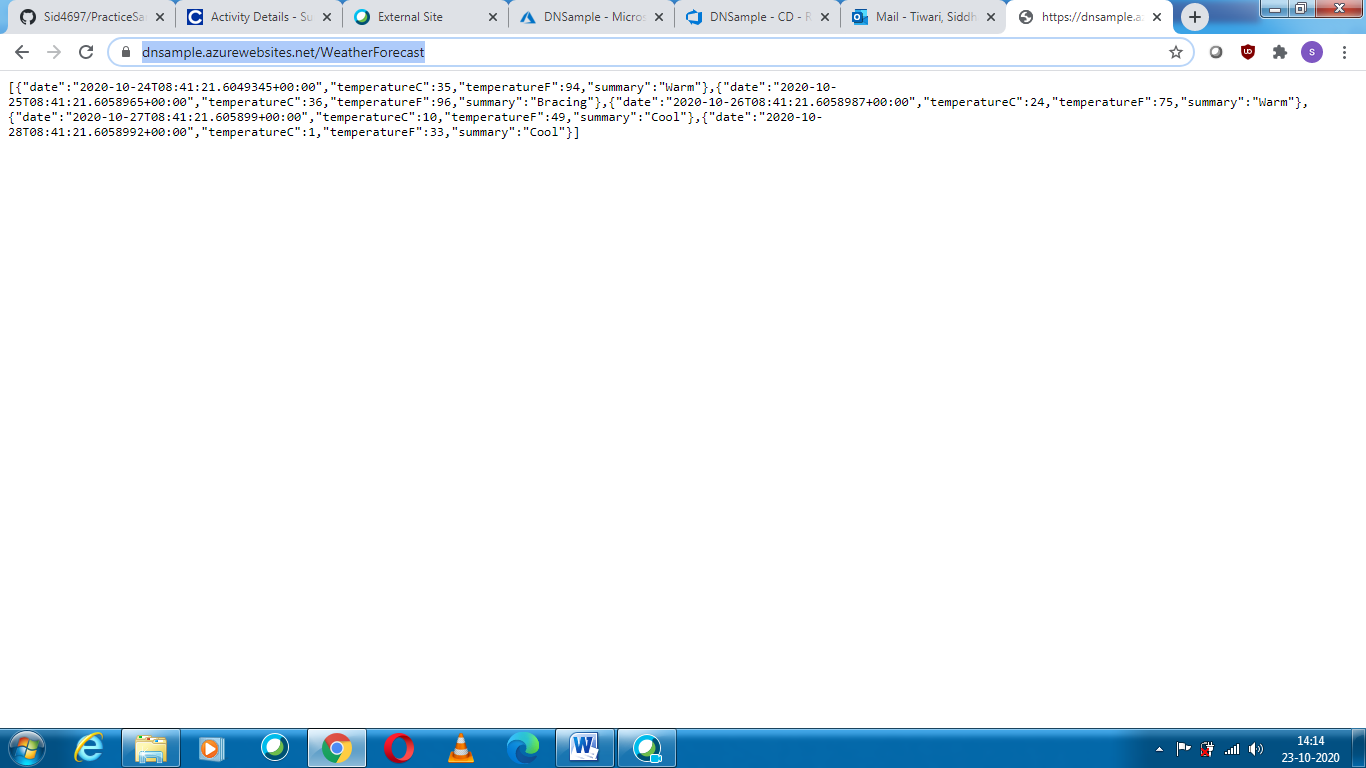 Sid4697/PracticeSa
Activity Details - Su
External Site
DNSample - Micros
DNSample - CD - R
Mail - Tiwari, Siddh
https://dnsample.a
dnsample.azurewebsites.net/WeatherForecast
S
[{"date":"2020-10-24T08:41:21.6049345+00:00","temperatureC":35,"temperatureF":94,"summary":"Warm"},{"date":"2020-10-
25T08:41:21.6058965+00:00","temperatureC":36,"temperatureF":96,"summary":"Bracing"},{"date":"2020-10-26T08:41:21.6058987+00:00","temperatureC":24,"temperatureF":75,"summary":"Warm"},
{"date":"2020-10-27T08:41:21.605899+00:00","temperatureC":10,"temperatureF":49,"summary":"Cool"},{"date":"2020-10-
28T08:41:21.6058992+00:00","temperatureC":1,"temperatureF":33,"summary":"Cool"}]
14:14
23-10-2020